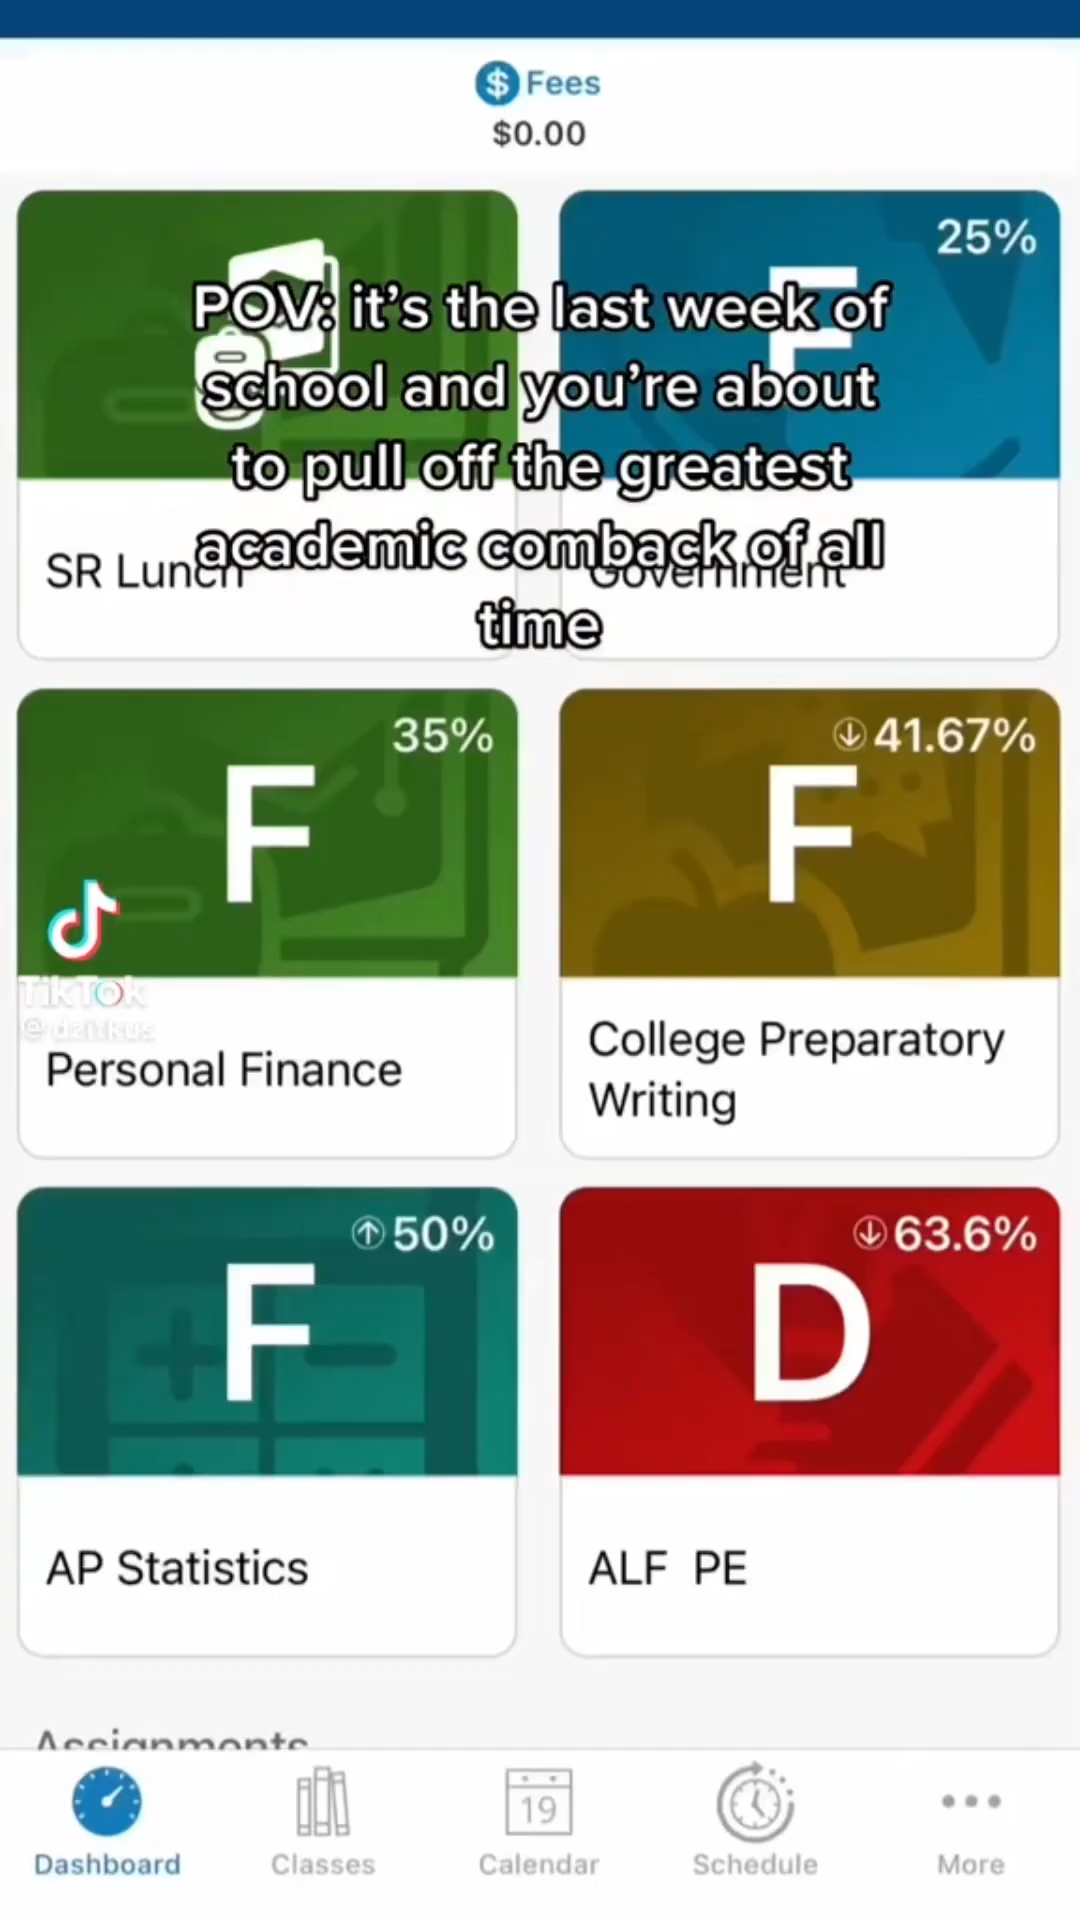 Fees
$0.00
25%
F
POV: it's the last week of
school and you're about
to pull off the greatest
academic comback of all
time
SR Lunch
Government
35%
F
41.67%
F
TikTok
@dzitkus
Personal Finance
College Preparatory
Writing
50%
F
63.6%
D
AP Statistics
ALF PE
Assignments
19
Dashboard
Classes
Calendar
Schedule
More